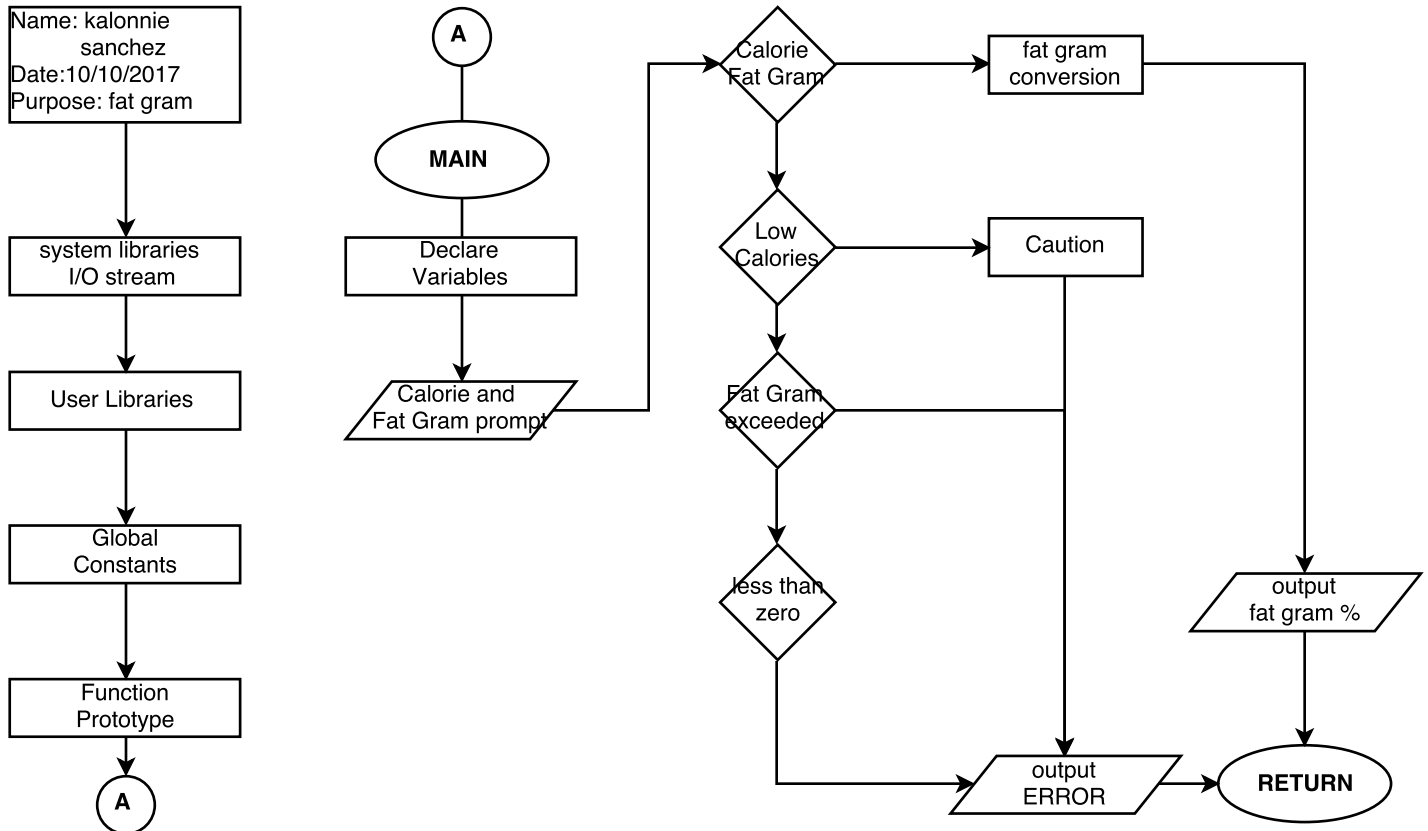 Name: kalonnie
sanchez
Date:10/10/2017
Purpose: fat gram
system libraries
I/O stream
User Libraries
Global
Constants
Function
Prototype
A
A
MAIN
Declare
Variables
Calorie and
Fat Gram prompt
Calorie
Fat Gram
fat gram
conversion
Low
Calories
Caution
Fat Gram
exceeded
less than
zero
output
fat gram %
output
ERROR
RETURN